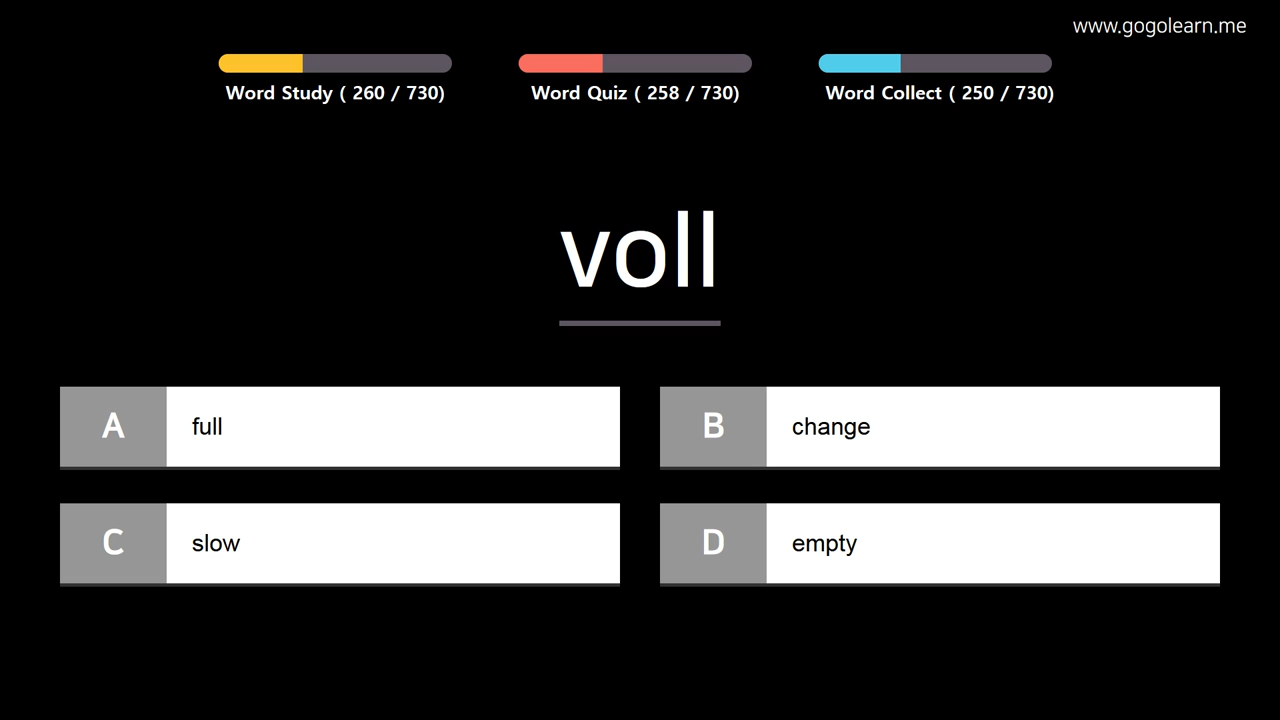 www.gogolearn.me
Word Study ( 260 / 730)
Word Quiz ( 258 / 730)
Word Collect ( 250 / 730)
voll
A full
B change
C slow
D empty